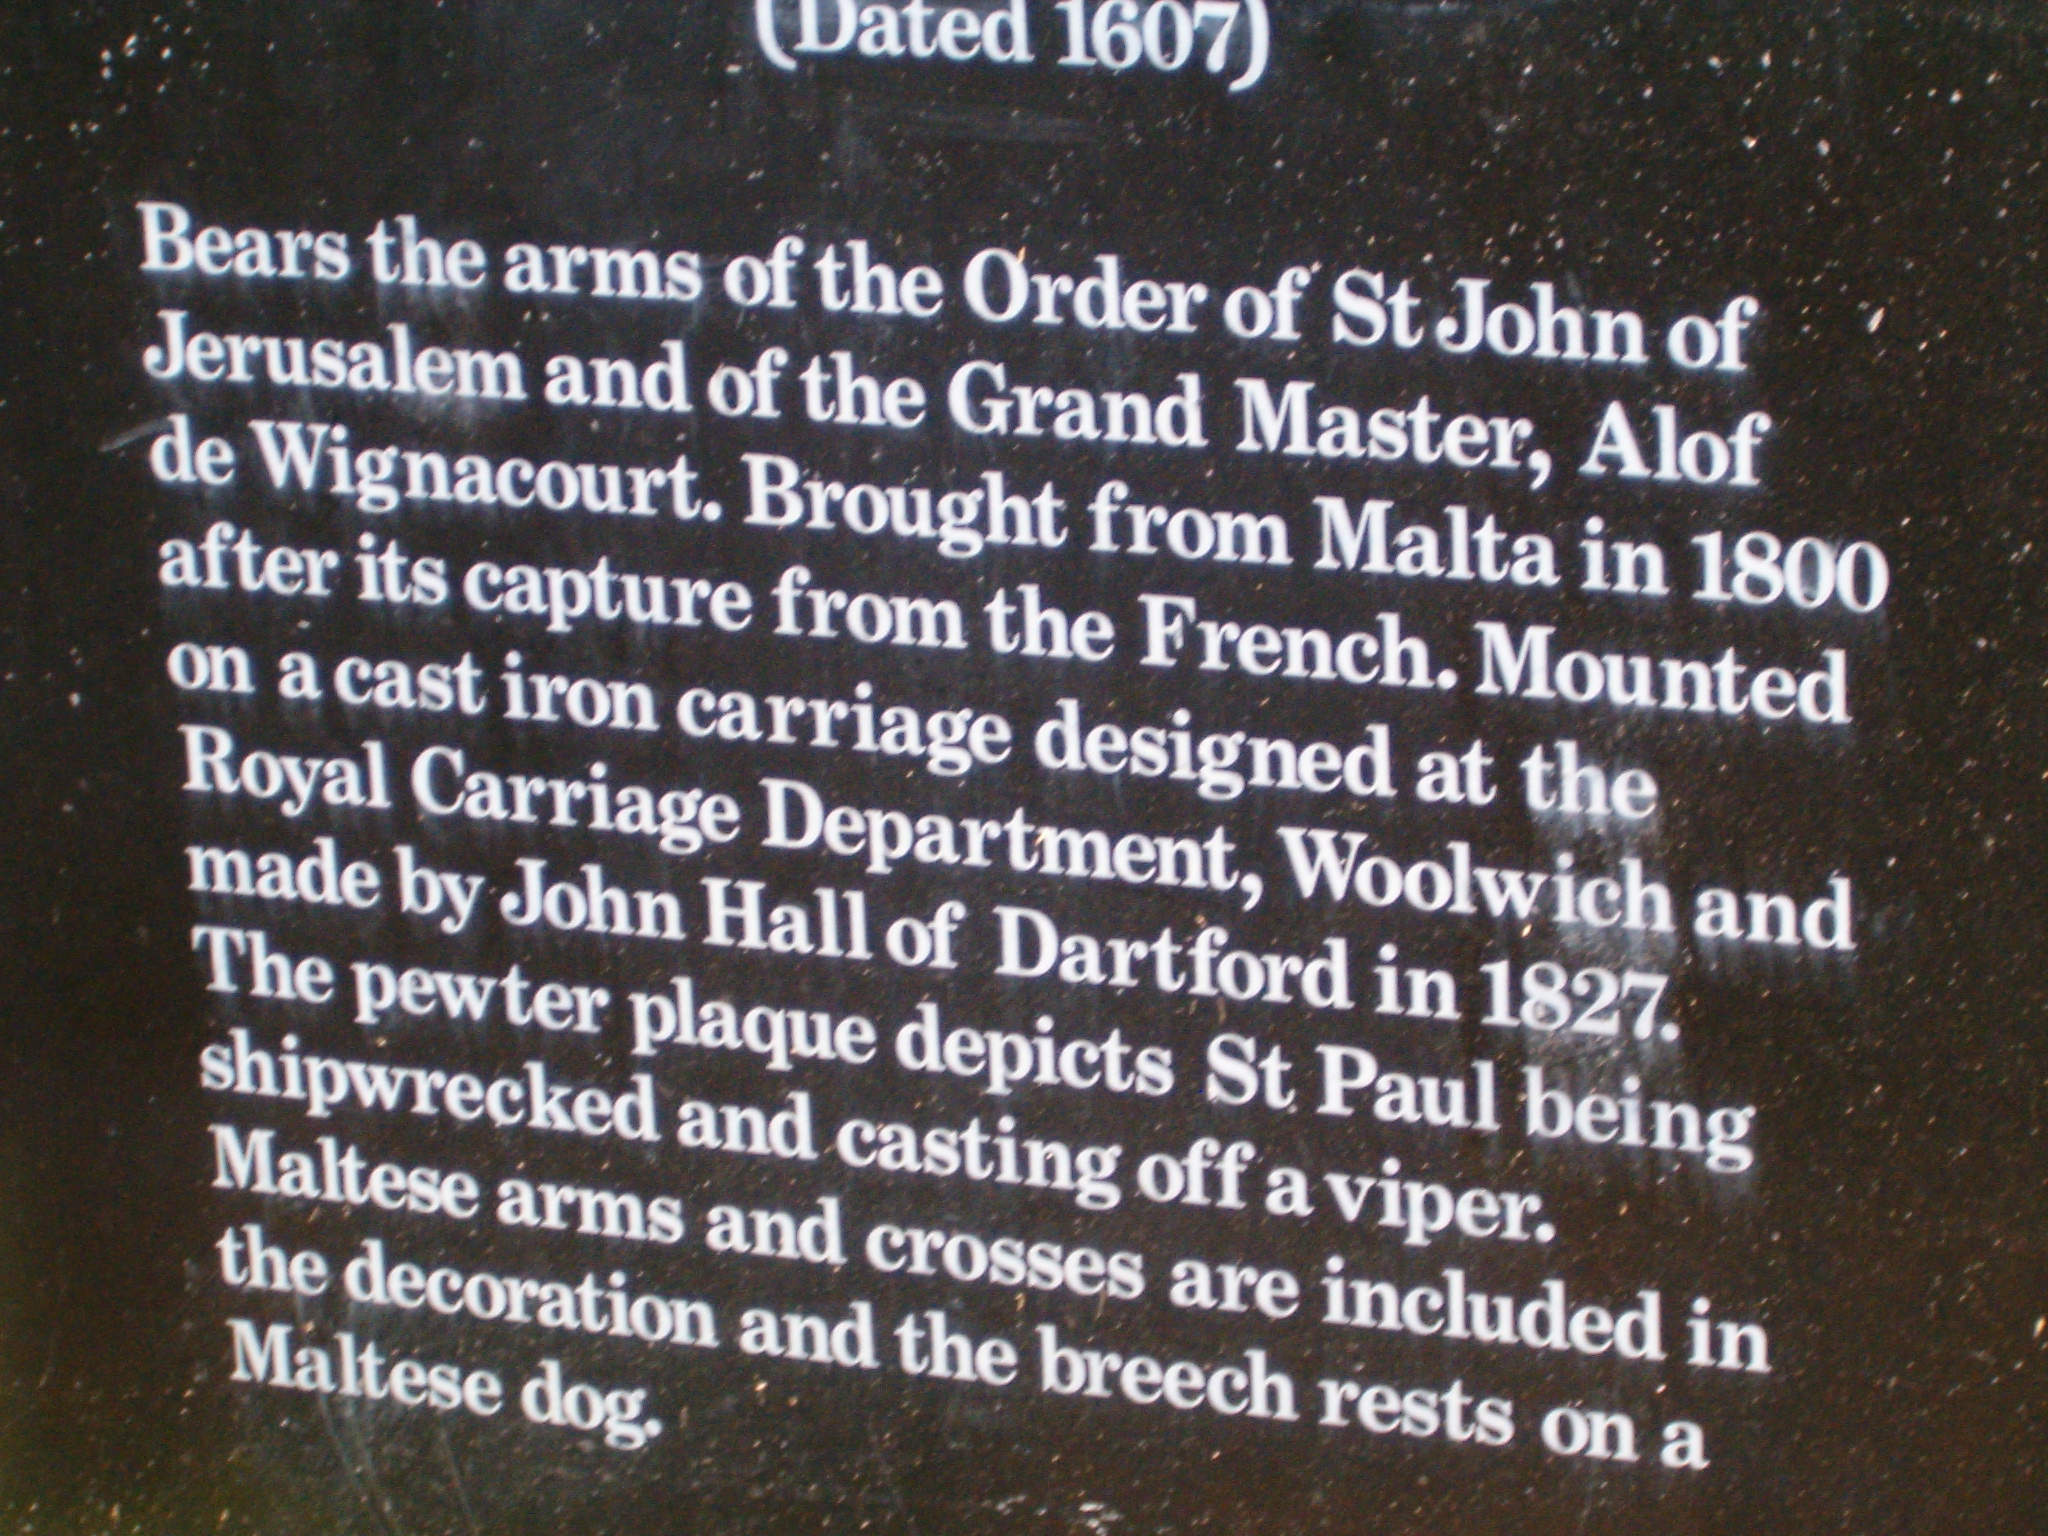 (Dated 1607)
Bears the arms of the Order of St John of
Jerusalem and of the Grand Master, Alof
de Wignacourt. Brought from Malta in 1800
after its capture from the French. Mounted
on a cast iron carriage designed at the
Royal Carriage Department, Woolwich and
made by John Hall of Dartford in 1827.
The pewter plaque depicts St Paul being
shipwrecked and casting off a viper.
Maltese arms and crosses are included in
the decoration and the breech rests on a
Maltese dog.